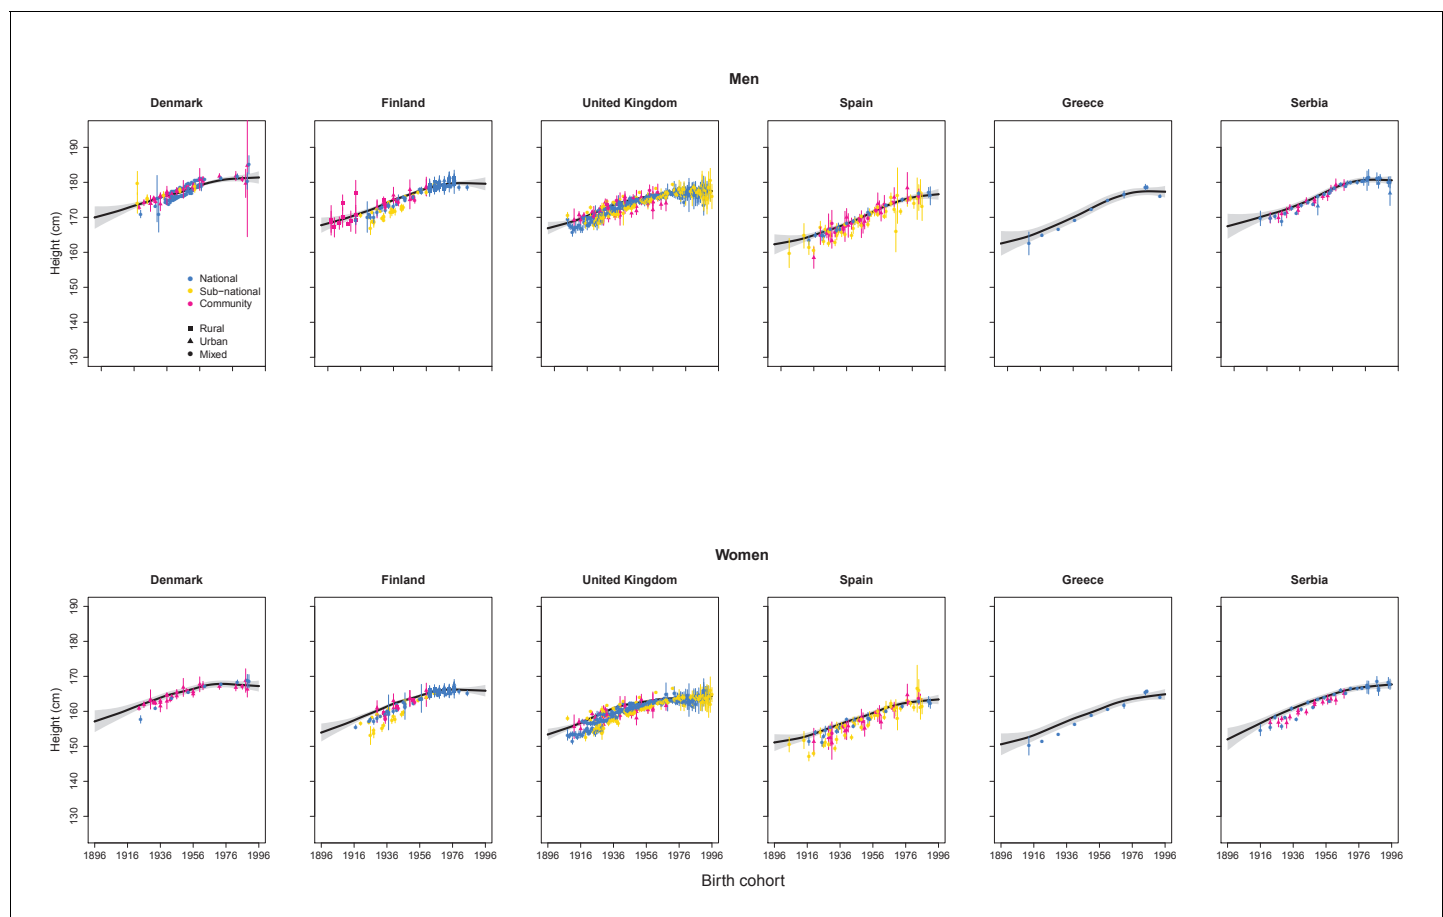 Men
Denmark Finland United Kingdom Spain Greece Serbia
Height (cm)
190
180
170
160
150
140
130
National
Sub−national
Community
Rural
Urban
Mixed
Women
Denmark Finland United Kingdom Spain Greece Serbia
Height (cm)
190
180
170
160
150
140
130
1896 1916 1936 1956 1976 1996 1896 1916 1936 1956 1976 1996 1896 1916 1936 1956 1976 1996 1896 1916 1936 1956 1976 1996 1896 1916 1936 1956 1976 1996 1896 1916 1936 1956 1976 1996
Birth cohort